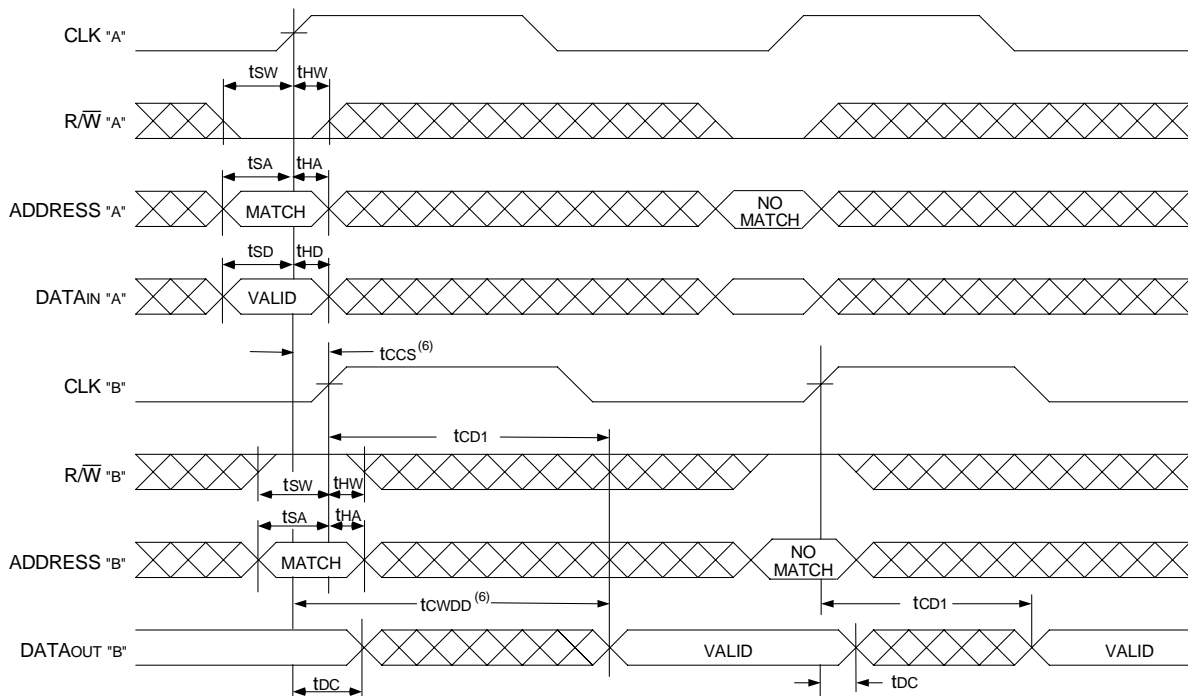 CLK "A"
tSW tHW
R/W̅ "A"
tSA tHA
ADDRESS "A" MATCH NO MATCH
tSD tHD
DATAIN "A" VALID
tCCS(6)
CLK "B"
tCD1
R/W̅ "B"
tSW tHW
tSA tHA
ADDRESS "B" MATCH NO MATCH
tCWDD(6) tCD1
DATAOUT "B" VALID VALID
tDC tDC